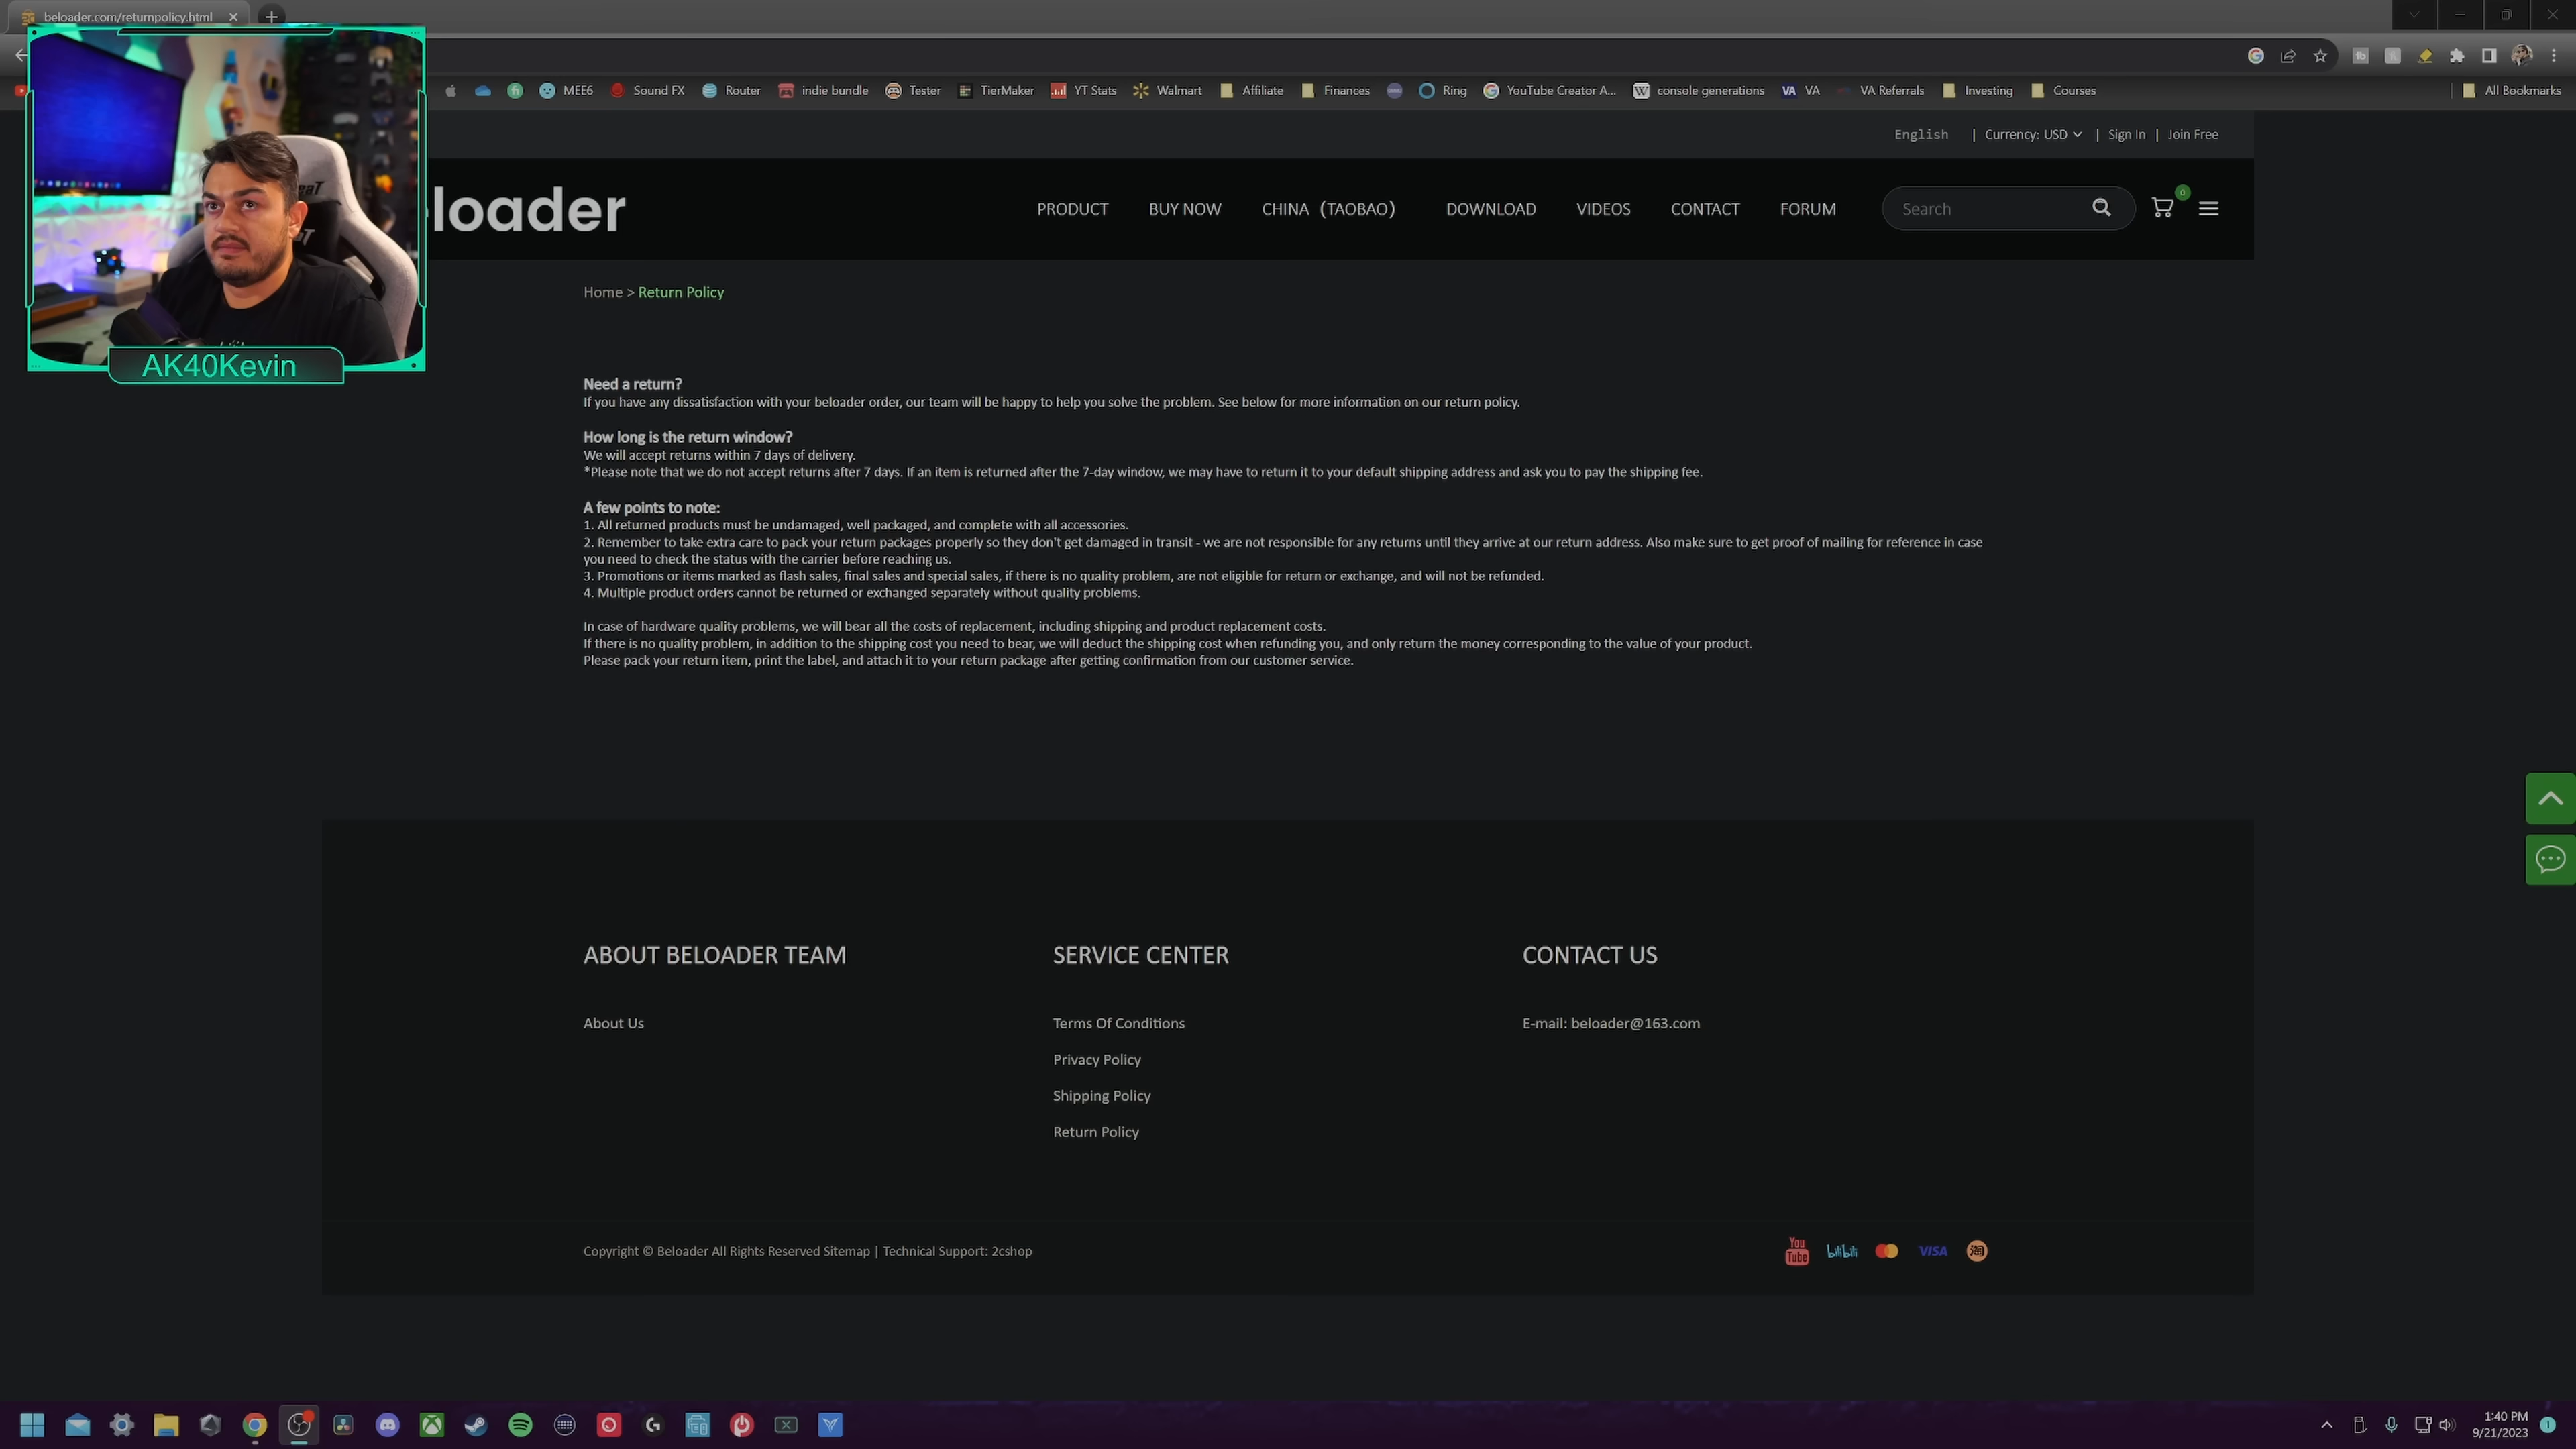 beloader.com/returnpolicy.html
MEE6 Sound FX Router indie bundle Tester TierMaker YT Stats Walmart Affiliate Finances Ring YouTube Creator A... console generations VA VA VA Referrals Investing Courses All Bookmarks
English | Currency: USD | Sign In | Join Free
eloader PRODUCT BUY NOW CHINA（TAOBAO） DOWNLOAD VIDEOS CONTACT FORUM Search 0
AK40Kevin
Home > Return Policy
Need a return?
If you have any dissatisfaction with your beloader order, our team will be happy to help you solve the problem. See below for more information on our return policy.
How long is the return window?
We will accept returns within 7 days of delivery.
*Please note that we do not accept returns after 7 days. If an item is returned after the 7-day window, we may have to return it to your default shipping address and ask you to pay the shipping fee.
A few points to note:
1. All returned products must be undamaged, well packaged, and complete with all accessories.
2. Remember to take extra care to pack your return packages properly so they don't get damaged in transit - we are not responsible for any returns until they arrive at our return address. Also make sure to get proof of mailing for reference in case
you need to check the status with the carrier before reaching us.
3. Promotions or items marked as flash sales, final sales and special sales, if there is no quality problem, are not eligible for return or exchange, and will not be refunded.
4. Multiple product orders cannot be returned or exchanged separately without quality problems.
In case of hardware quality problems, we will bear all the costs of replacement, including shipping and product replacement costs.
If there is no quality problem, in addition to the shipping cost you need to bear, we will deduct the shipping cost when refunding you, and only return the money corresponding to the value of your product.
Please pack your return item, print the label, and attach it to your return package after getting confirmation from our customer service.
ABOUT BELOADER TEAM
About Us
SERVICE CENTER
Terms Of Conditions
Privacy Policy
Shipping Policy
Return Policy
CONTACT US
E-mail: beloader@163.com
Copyright © Beloader All Rights Reserved Sitemap | Technical Support: 2cshop
You Tube bilibili VISA 淘
1:40 PM
9/21/2023